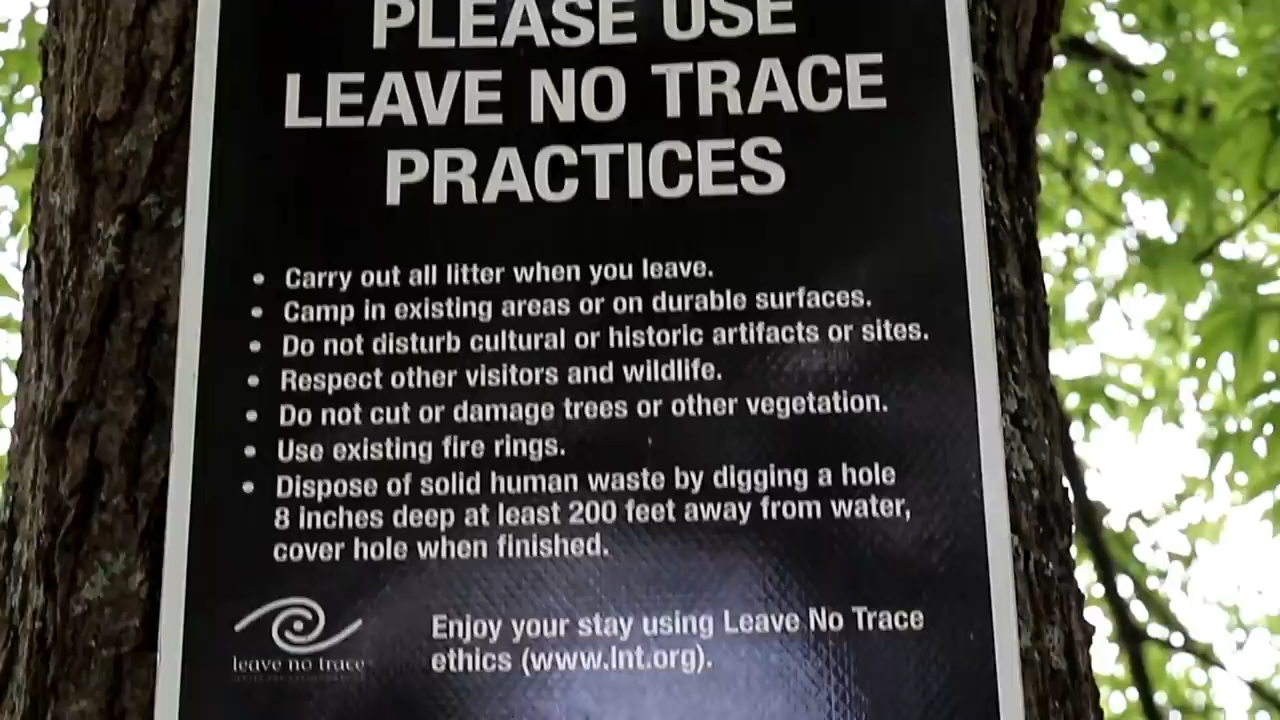 PLEASE USE
LEAVE NO TRACE
PRACTICES
• Carry out all litter when you leave.
• Camp in existing areas or on durable surfaces.
• Do not disturb cultural or historic artifacts or sites.
• Respect other visitors and wildlife.
• Do not cut or damage trees or other vegetation.
• Use existing fire rings.
• Dispose of solid human waste by digging a hole
8 inches deep at least 200 feet away from water,
cover hole when finished.
leave no trace
Enjoy your stay using Leave No Trace
ethics (www.lnt.org).